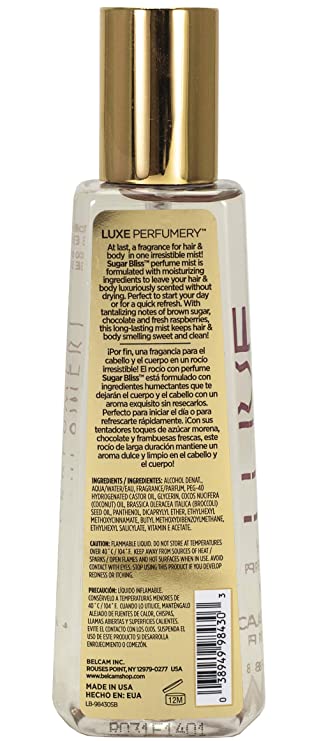 LUXE PERFUMERY™
At last, a fragrance for hair &
body in one irresistible mist!
Sugar Bliss™ perfume mist is
formulated with moisturizing
ingredients to leave your hair &
body luxuriously scented without
drying. Perfect to start your day
or for a quick refresh. With
tantalizing notes of brown sugar,
chocolate and fresh raspberries,
this long-lasting mist keeps hair &
body smelling sweet and clean!
¡Por fin, una fragancia para el
cabello y el cuerpo en un rocío
irresistible! El rocío con perfume
Sugar Bliss™ está formulado con
ingredientes humectantes que te
dejarán el cuerpo y el cabello con un
aroma exquisito sin resecarlos.
Perfecto para iniciar el día o para
refrescarte rápidamente. ¡Con sus
tentadores toques de azúcar morena,
chocolate y frambuesas frescas, este
rocío de larga duración mantiene un
aroma dulce y limpio en el cabello y
el cuerpo!
INGREDIENTS / INGREDIENTES: ALCOHOL DENAT.,
AQUA/WATER/EAU, FRAGRANCE/PARFUM, PEG-40
HYDROGENATED CASTOR OIL, GLYCERIN, COCOS NUCIFERA
(COCONUT) OIL, BRASSICA OLERACEA ITALICA (BROCCOLI)
SEED OIL, PANTHENOL, DICAPRYLYL ETHER, ETHYLHEXYL
METHOXYCINNAMATE, BUTYL METHOXYDIBENZOYLMETHANE,
ETHYLHEXYL SALICYLATE, VITAMIN E ACETATE.
CAUTION: FLAMMABLE LIQUID. DO NOT STORE AT TEMPERATURES
OVER 40˚C / 104˚F. KEEP AWAY FROM SOURCES OF HEAT /
SPARKS / OPEN FLAMES AND HOT SURFACES. DO NOT SMOKE WHEN IN USE. AVOID
CONTACT WITH EYES. STOP USING THIS PRODUCT IF YOU DEVELOP
REDNESS OR ITCHING.
PRECAUCIÓN: LÍQUIDO INFLAMABLE.
CONSÉRVELO A TEMPERATURAS MENORES DE
40˚C / 104˚F. CUANDO LO UTILICE, MANTÉNGALO
ALEJADO DE FUENTES DE CALOR, CHISPAS,
LLAMAS ABIERTAS Y SUPERFICIES CALIENTES.
EVITE EL CONTACTO CON LOS OJOS. SUSPENDA EL
USO DE ESTE PRODUCTO SI DESARROLLA
ENROJECIMIENTO O COMEZÓN.
BELCAM INC.
ROUSES POINT, NY 12979-0277 USA
www.belcamshop.com
MADE IN USA
HECHO EN: EUA
LB-98430SB
12M
0 38949 98430 3
B031F1401